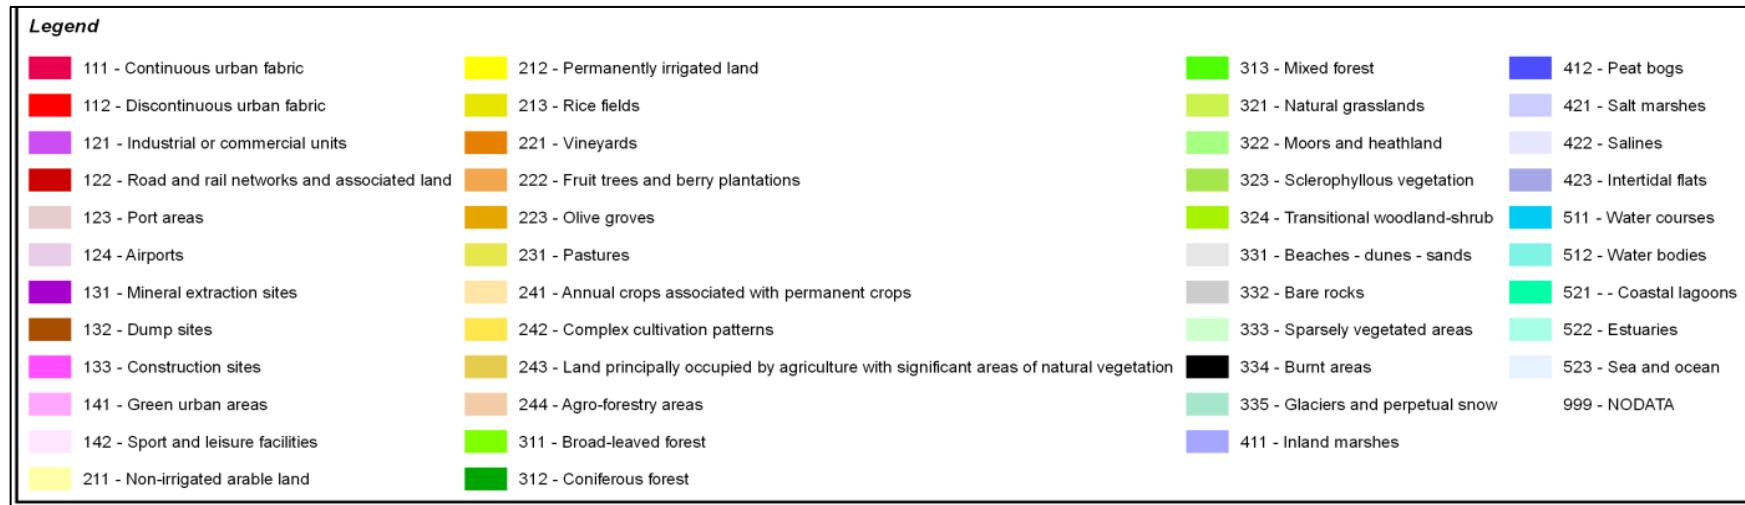 Legend
111 - Continuous urban fabric
112 - Discontinuous urban fabric
121 - Industrial or commercial units
122 - Road and rail networks and associated land
123 - Port areas
124 - Airports
131 - Mineral extraction sites
132 - Dump sites
133 - Construction sites
141 - Green urban areas
142 - Sport and leisure facilities
211 - Non-irrigated arable land
212 - Permanently irrigated land
213 - Rice fields
221 - Vineyards
222 - Fruit trees and berry plantations
223 - Olive groves
231 - Pastures
241 - Annual crops associated with permanent crops
242 - Complex cultivation patterns
243 - Land principally occupied by agriculture with significant areas of natural vegetation
244 - Agro-forestry areas
311 - Broad-leaved forest
312 - Coniferous forest
313 - Mixed forest
321 - Natural grasslands
322 - Moors and heathland
323 - Sclerophyllous vegetation
324 - Transitional woodland-shrub
331 - Beaches - dunes - sands
332 - Bare rocks
333 - Sparsely vegetated areas
334 - Burnt areas
335 - Glaciers and perpetual snow
411 - Inland marshes
412 - Peat bogs
421 - Salt marshes
422 - Salines
423 - Intertidal flats
511 - Water courses
512 - Water bodies
521 - - Coastal lagoons
522 - Estuaries
523 - Sea and ocean
999 - NODATA